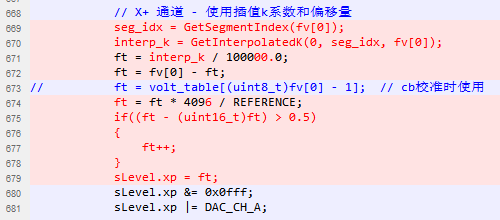 668 // X+ 通道 - 使用插值k系数和偏移量
669 seg_idx = GetSegmentIndex(fv[0]);
670 interp_k = GetInterpolatedK(0, seg_idx, fv[0]);
671 ft = interp_k / 100000.0;
672 ft = fv[0] - ft;
673 // ft = volt_table[(uint8_t)fv[0] - 1]; // cb校准时使用
674 ft = ft * 4096 / REFERENCE;
675 if((ft - (uint16_t)ft) > 0.5)
676 {
677 ft++;
678 }
679 sLevel.xp = ft;
680 sLevel.xp &= 0x0fff;
681 sLevel.xp |= DAC_CH_A;